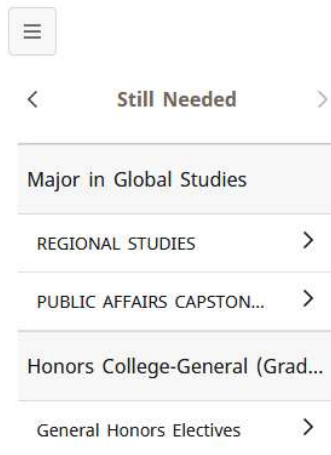 Still Needed
Major in Global Studies
REGIONAL STUDIES
PUBLIC AFFAIRS CAPSTON...
Honors College-General (Grad...
General Honors Electives